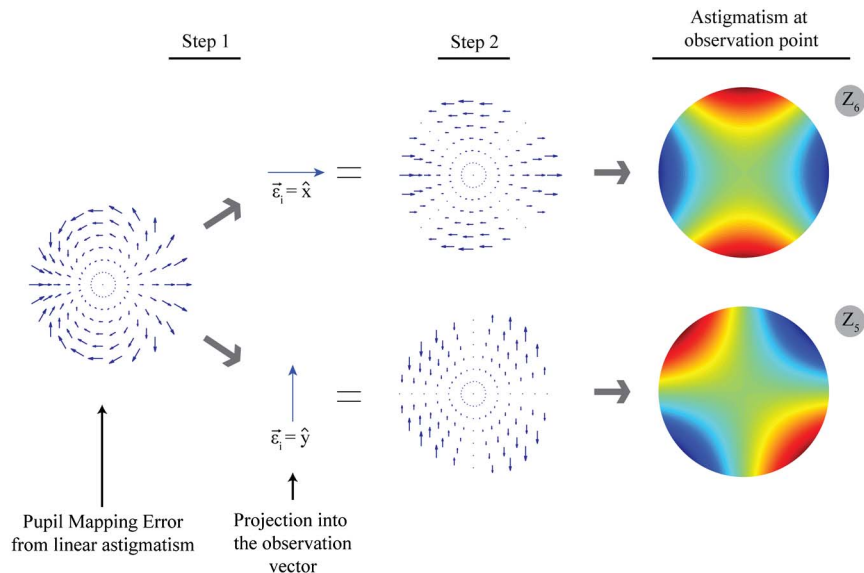 Step 1
Step 2
Astigmatism at
observation point
Z6
ε⃗i = x̂
=
Z5
ε⃗i = ŷ
=
Pupil Mapping Error
from linear astigmatism
Projection into
the observation
vector